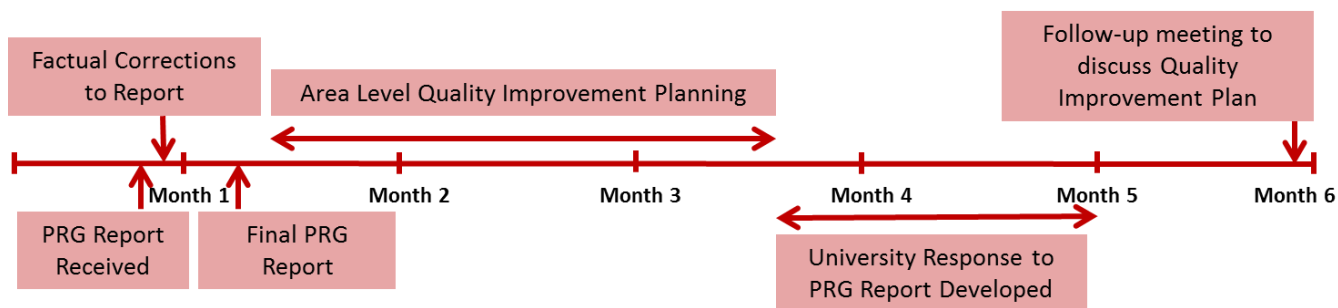 Factual Corrections
to Report
Area Level Quality Improvement Planning
Follow-up meeting to
discuss Quality
Improvement Plan
Month 1
Month 2
Month 3
Month 4
Month 5
Month 6
PRG Report
Received
Final PRG
Report
University Response to
PRG Report Developed